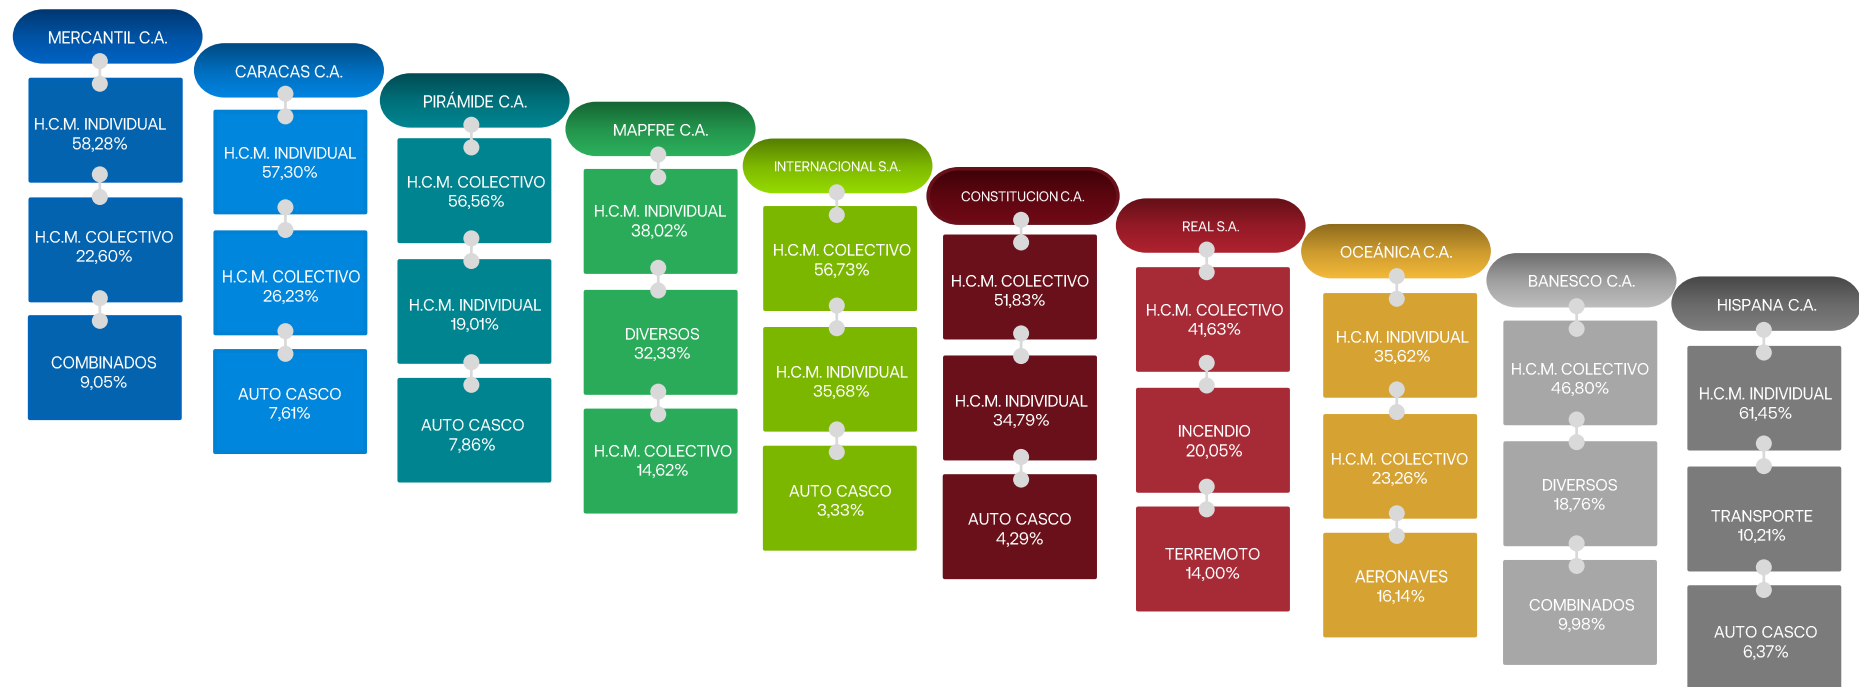 MERCANTIL C.A.
H.C.M. INDIVIDUAL
58,28%
H.C.M. COLECTIVO
22,60%
COMBINADOS
9,05%
CARACAS C.A.
H.C.M. INDIVIDUAL
57,30%
H.C.M. COLECTIVO
26,23%
AUTO CASCO
7,61%
PIRÁMIDE C.A.
H.C.M. COLECTIVO
56,56%
H.C.M. INDIVIDUAL
19,01%
AUTO CASCO
7,86%
MAPFRE C.A.
H.C.M. INDIVIDUAL
38,02%
DIVERSOS
32,33%
H.C.M. COLECTIVO
14,62%
INTERNACIONAL S.A.
H.C.M. COLECTIVO
56,73%
H.C.M. INDIVIDUAL
35,68%
AUTO CASCO
3,33%
CONSTITUCION C.A.
H.C.M. COLECTIVO
51,83%
H.C.M. INDIVIDUAL
34,79%
AUTO CASCO
4,29%
REAL S.A.
H.C.M. COLECTIVO
41,63%
INCENDIO
20,05%
TERREMOTO
14,00%
OCEÁNICA C.A.
H.C.M. INDIVIDUAL
35,62%
H.C.M. COLECTIVO
23,26%
AERONAVES
16,14%
BANESCO C.A.
H.C.M. COLECTIVO
46,80%
DIVERSOS
18,76%
COMBINADOS
9,98%
HISPANA C.A.
H.C.M. INDIVIDUAL
61,45%
TRANSPORTE
10,21%
AUTO CASCO
6,37%